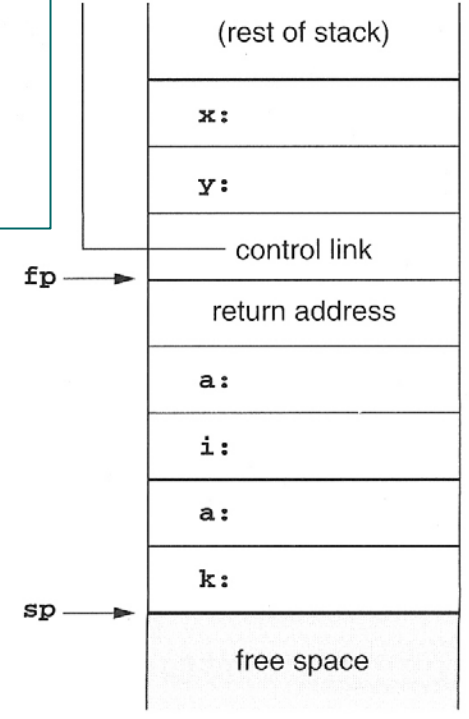 (rest of stack)
x:
y:
control link
fp
return address
a:
i:
a:
k:
sp
free space